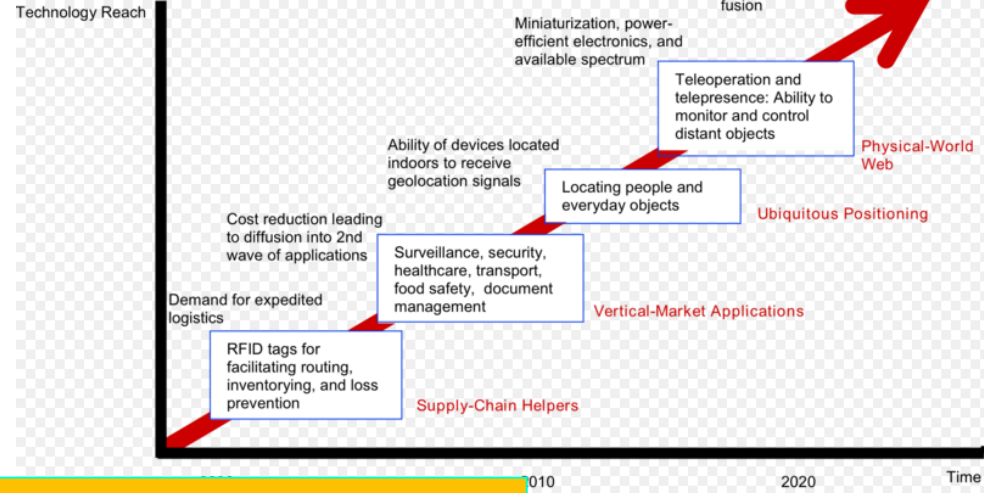 fusion
Technology Reach
Miniaturization, power-
efficient electronics, and
available spectrum
Teleoperation and
telepresence: Ability to
monitor and control
distant objects
Physical-World
Web
Ability of devices located
indoors to receive
geolocation signals
Locating people and
everyday objects
Ubiquitous Positioning
Cost reduction leading
to diffusion into 2nd
wave of applications
Surveillance, security,
healthcare, transport,
food safety, document
management
Vertical-Market Applications
Demand for expedited
logistics
RFID tags for
facilitating routing,
inventorying, and loss
prevention
Supply-Chain Helpers
2010
2020
Time